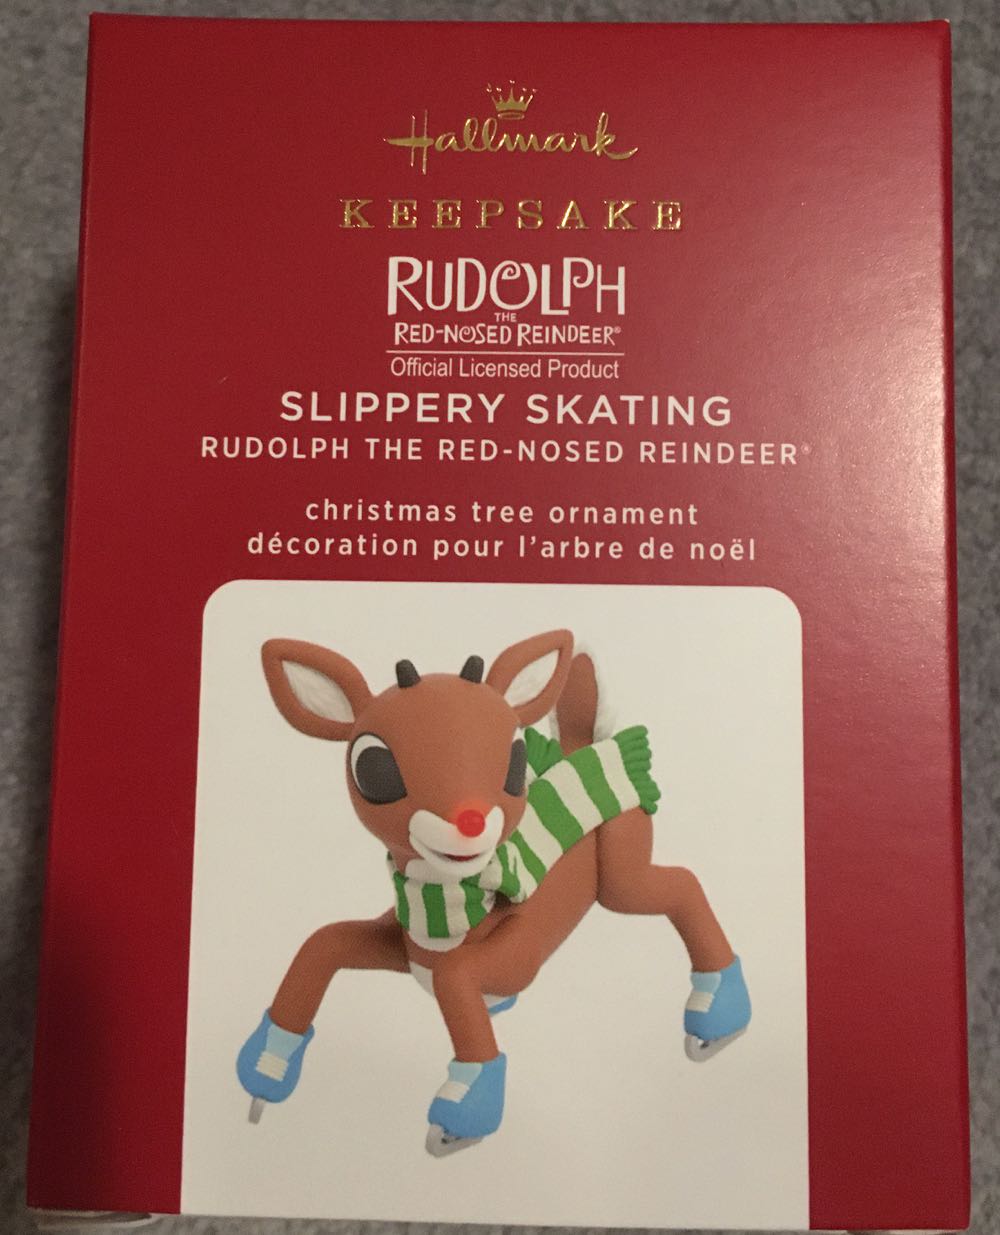 Hallmark
KEEPSAKE
RUDOLPH
THE
RED-NOSED REINDEER®
Official Licensed Product
SLIPPERY SKATING
RUDOLPH THE RED-NOSED REINDEER®
christmas tree ornament
décoration pour l'arbre de noël